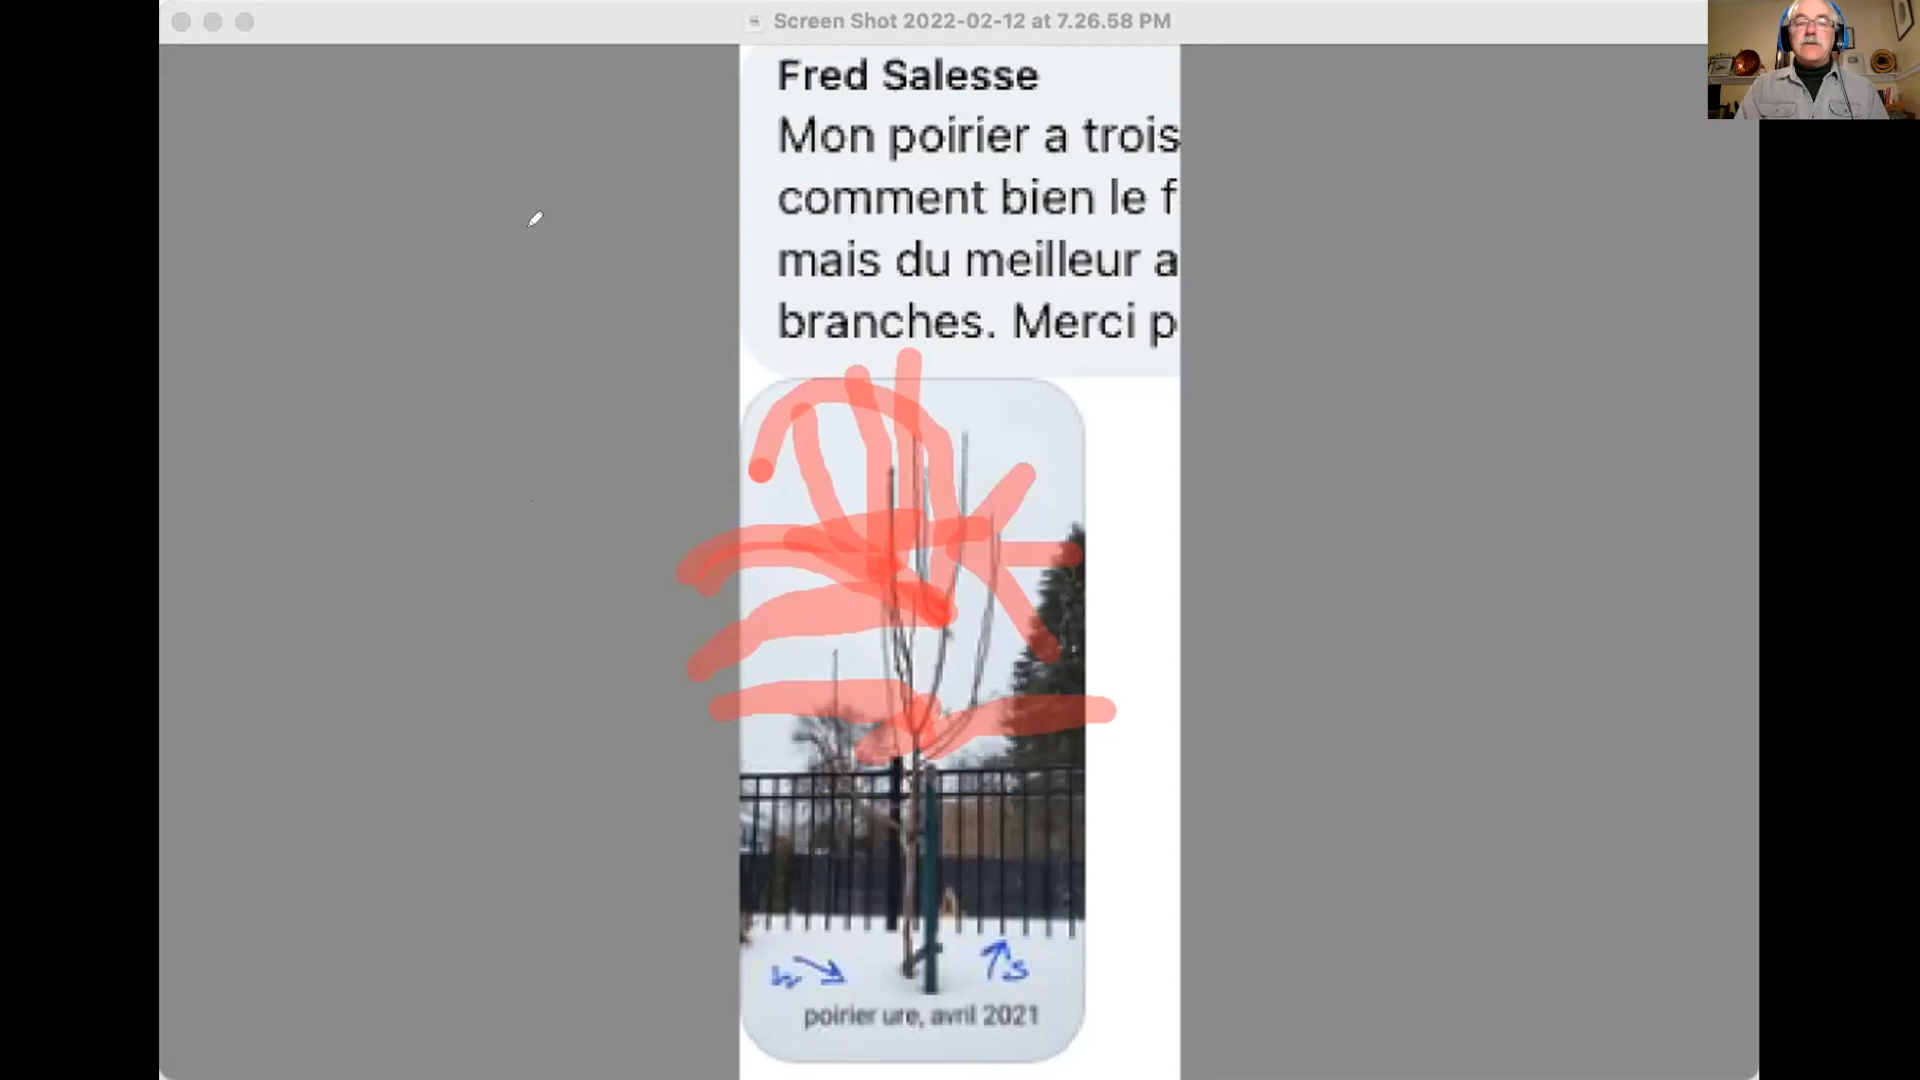 Screen Shot 2022-02-12 at 7.26.58 PM
Fred Salesse
Mon poirier a trois
comment bien le f
mais du meilleur a
branches. Merci p
S
poirier ure, avril 2021